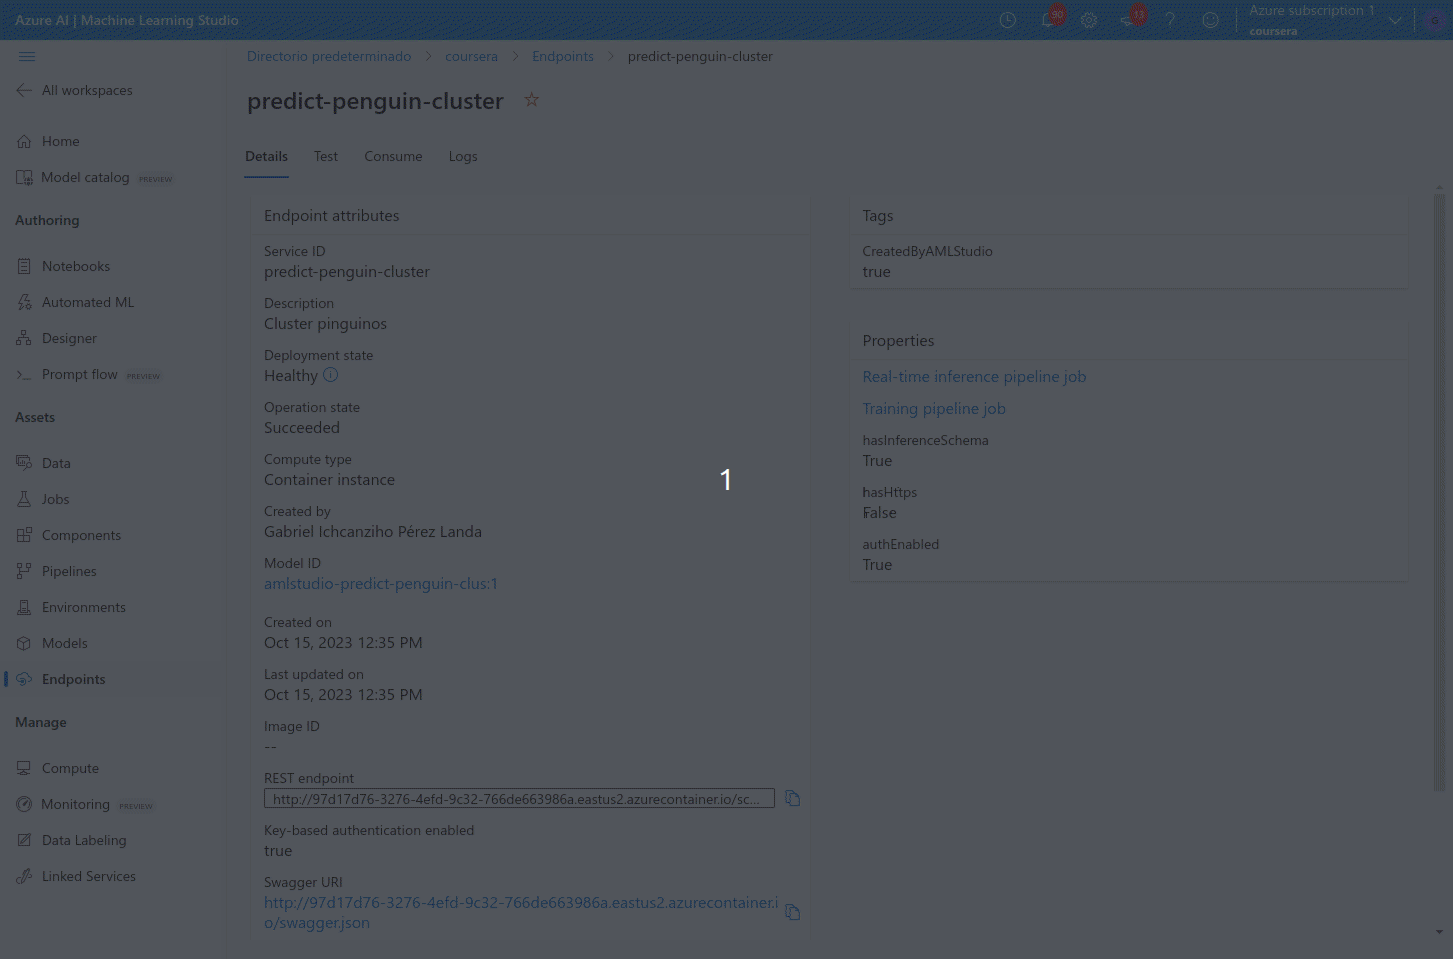 Azure AI | Machine Learning Studio
90
13
?
Azure subscription 1
coursera
G
Directorio predeterminado > coursera > Endpoints > predict-penguin-cluster
All workspaces
Home
Model catalog PREVIEW
Authoring
Notebooks
Automated ML
Designer
Prompt flow PREVIEW
Assets
Data
Jobs
Components
Pipelines
Environments
Models
Endpoints
Manage
Compute
Monitoring PREVIEW
Data Labeling
Linked Services
predict-penguin-cluster
Details Test Consume Logs
Endpoint attributes
Service ID
predict-penguin-cluster
Description
Cluster pinguinos
Deployment state
Healthy
Operation state
Succeeded
Compute type
Container instance
Created by
Gabriel Ichcanziho Pérez Landa
Model ID
amlstudio-predict-penguin-clus:1
Created on
Oct 15, 2023 12:35 PM
Last updated on
Oct 15, 2023 12:35 PM
Image ID
--
REST endpoint
http://97d17d76-3276-4efd-9c32-766de663986a.eastus2.azurecontainer.io/sc...
Key-based authentication enabled
true
Swagger URI
http://97d17d76-3276-4efd-9c32-766de663986a.eastus2.azurecontainer.i
o/swagger.json
1
Tags
CreatedByAMLStudio
true
Properties
Real-time inference pipeline job
Training pipeline job
hasInferenceSchema
True
hasHttps
False
authEnabled
True